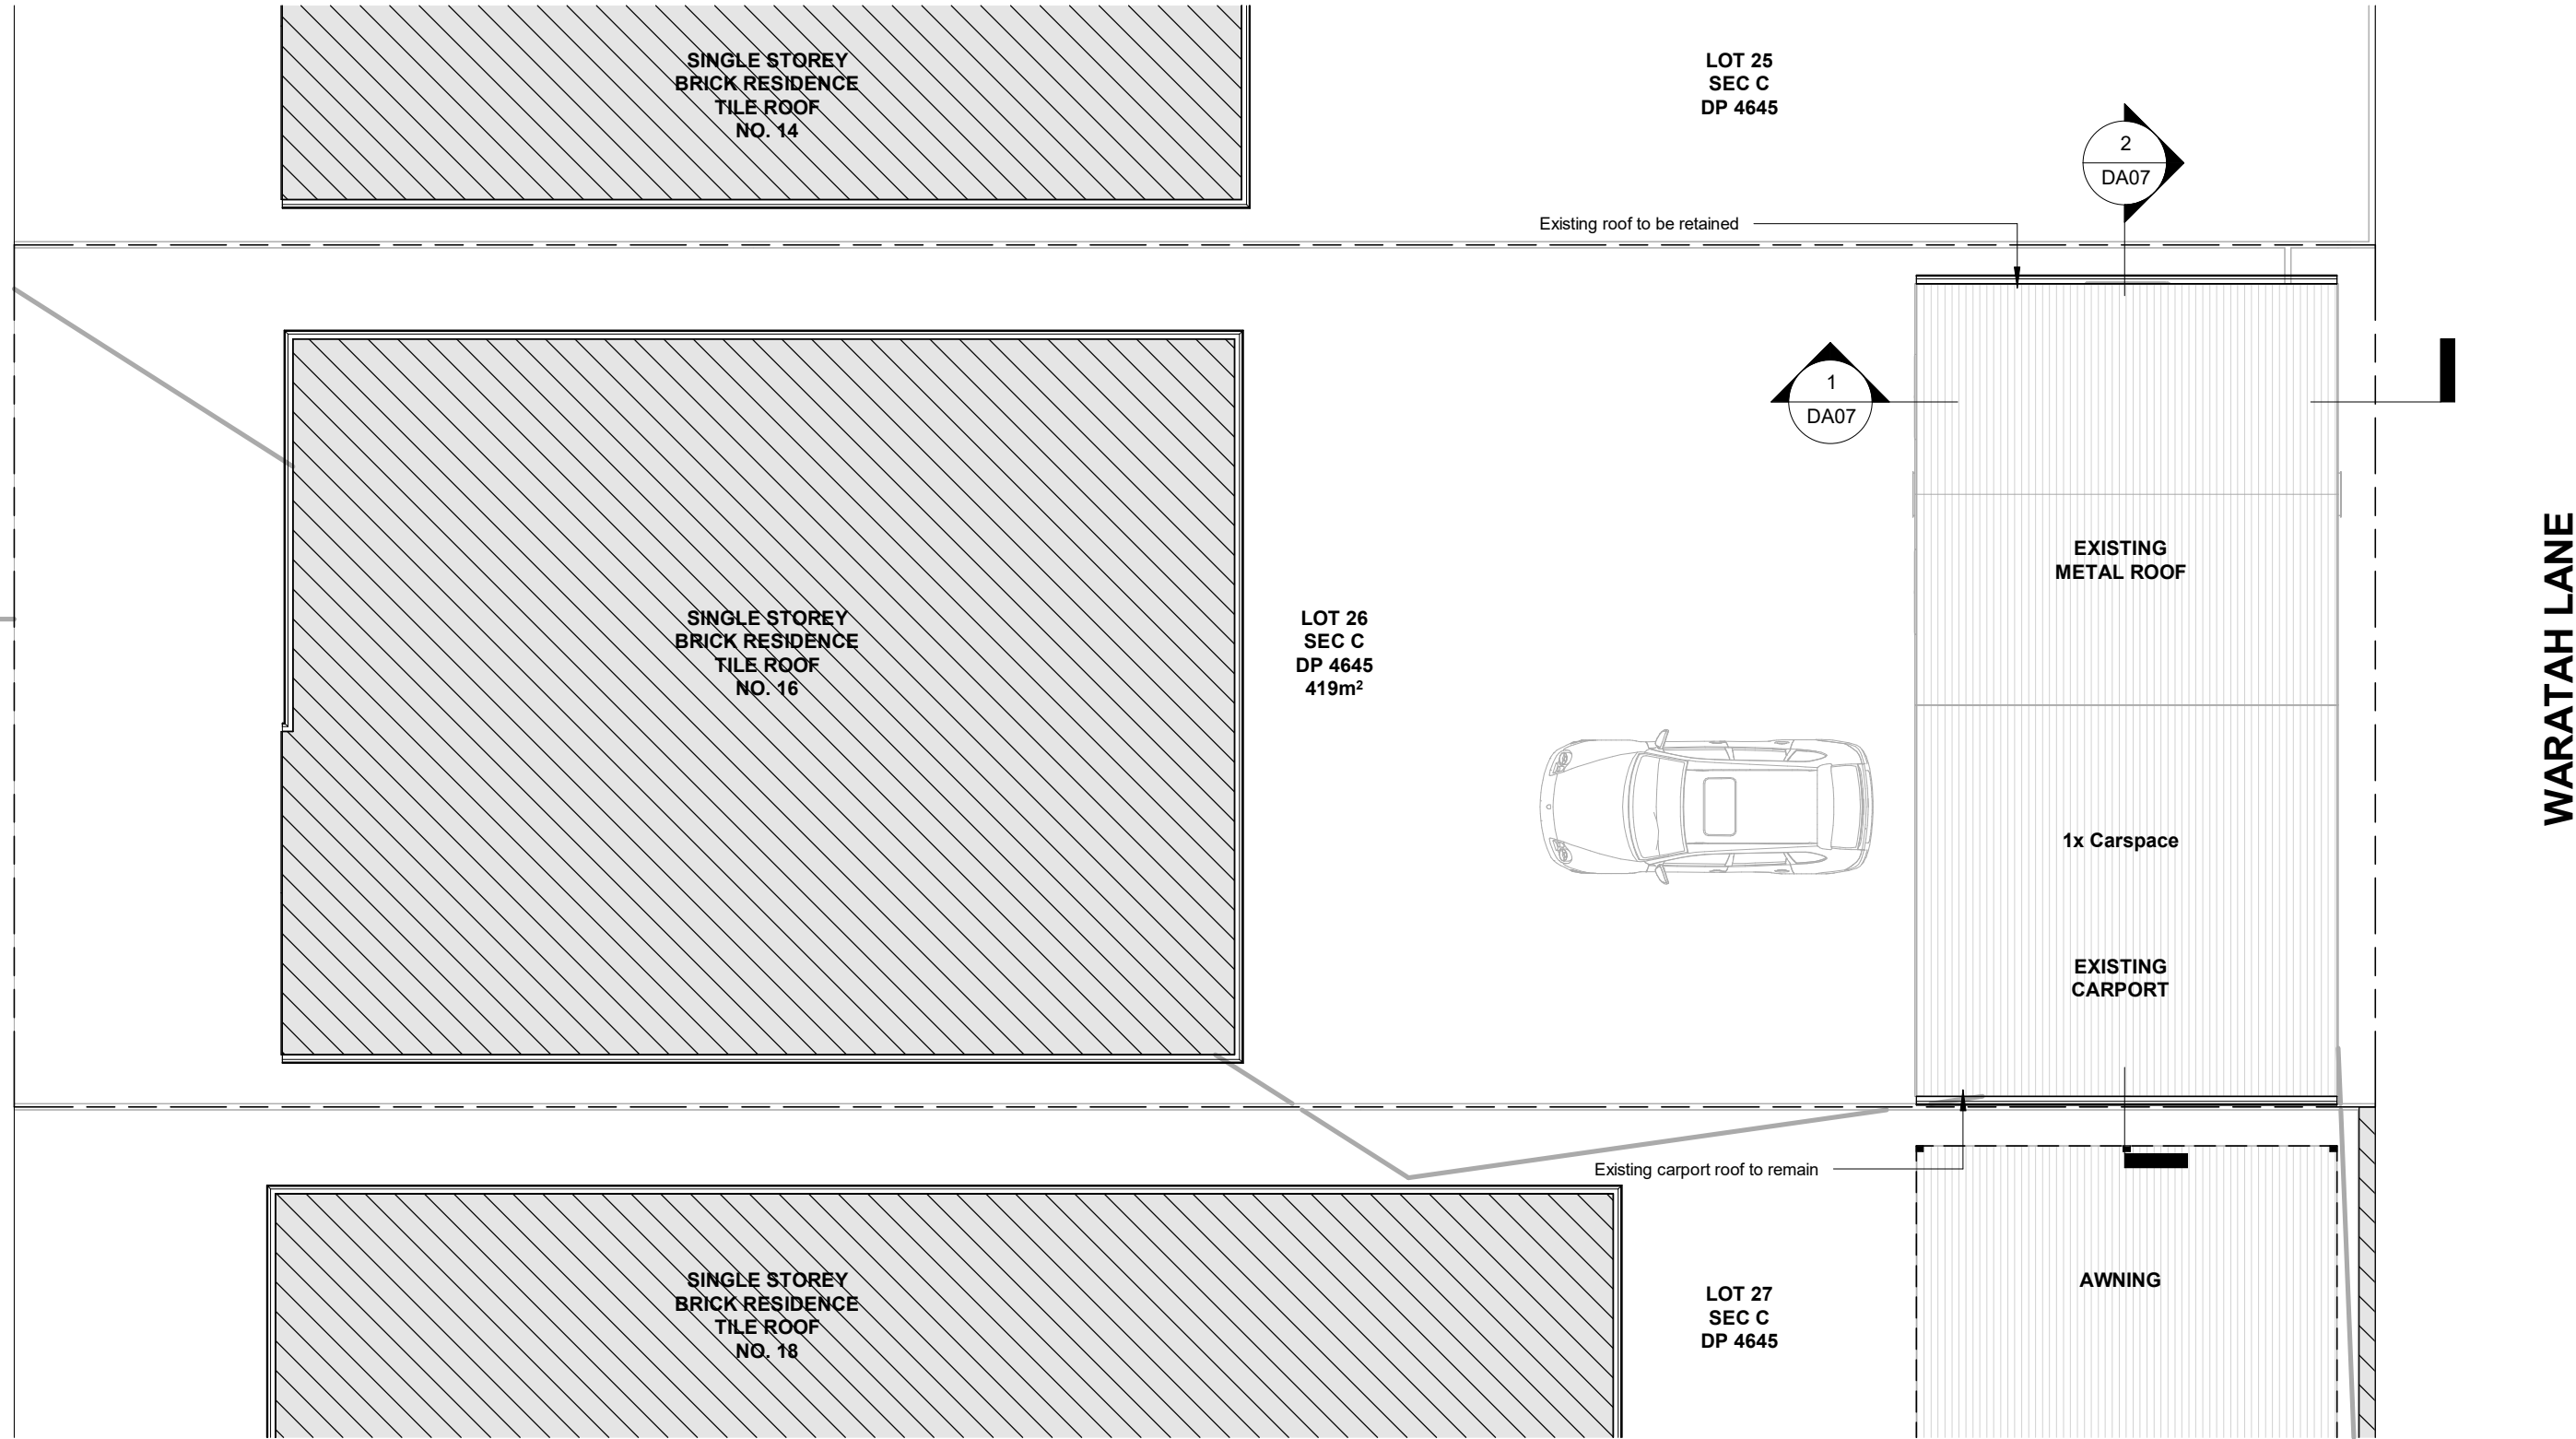 SINGLE STOREY
BRICK RESIDENCE
TILE ROOF
NO. 14
LOT 25
SEC C
DP 4645
2
DA07
Existing roof to be retained
1
DA07
EXISTING
METAL ROOF
SINGLE STOREY
BRICK RESIDENCE
TILE ROOF
NO. 16
LOT 26
SEC C
DP 4645
419m²
WARATAH LANE
1x Carspace
EXISTING
CARPORT
Existing carport roof to remain
SINGLE STOREY
BRICK RESIDENCE
TILE ROOF
NO. 18
LOT 27
SEC C
DP 4645
AWNING